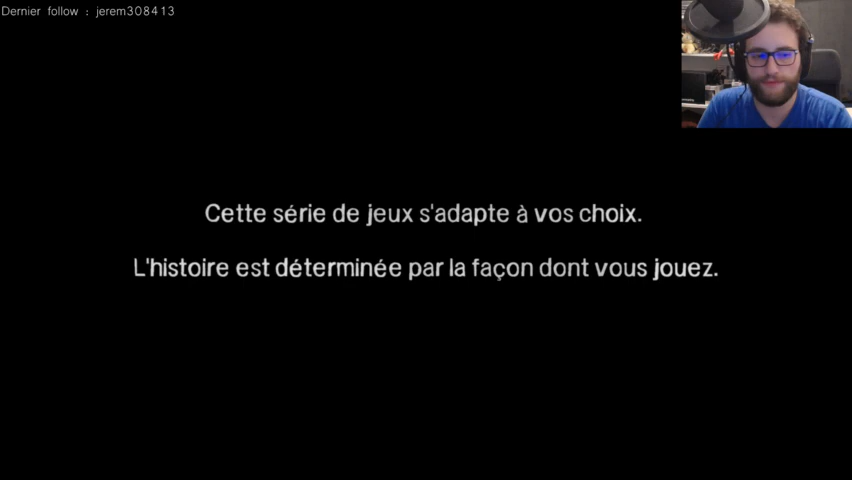 Dernier follow : jerem308413
Cette série de jeux s'adapte à vos choix.
L'histoire est déterminée par la façon dont vous jouez.